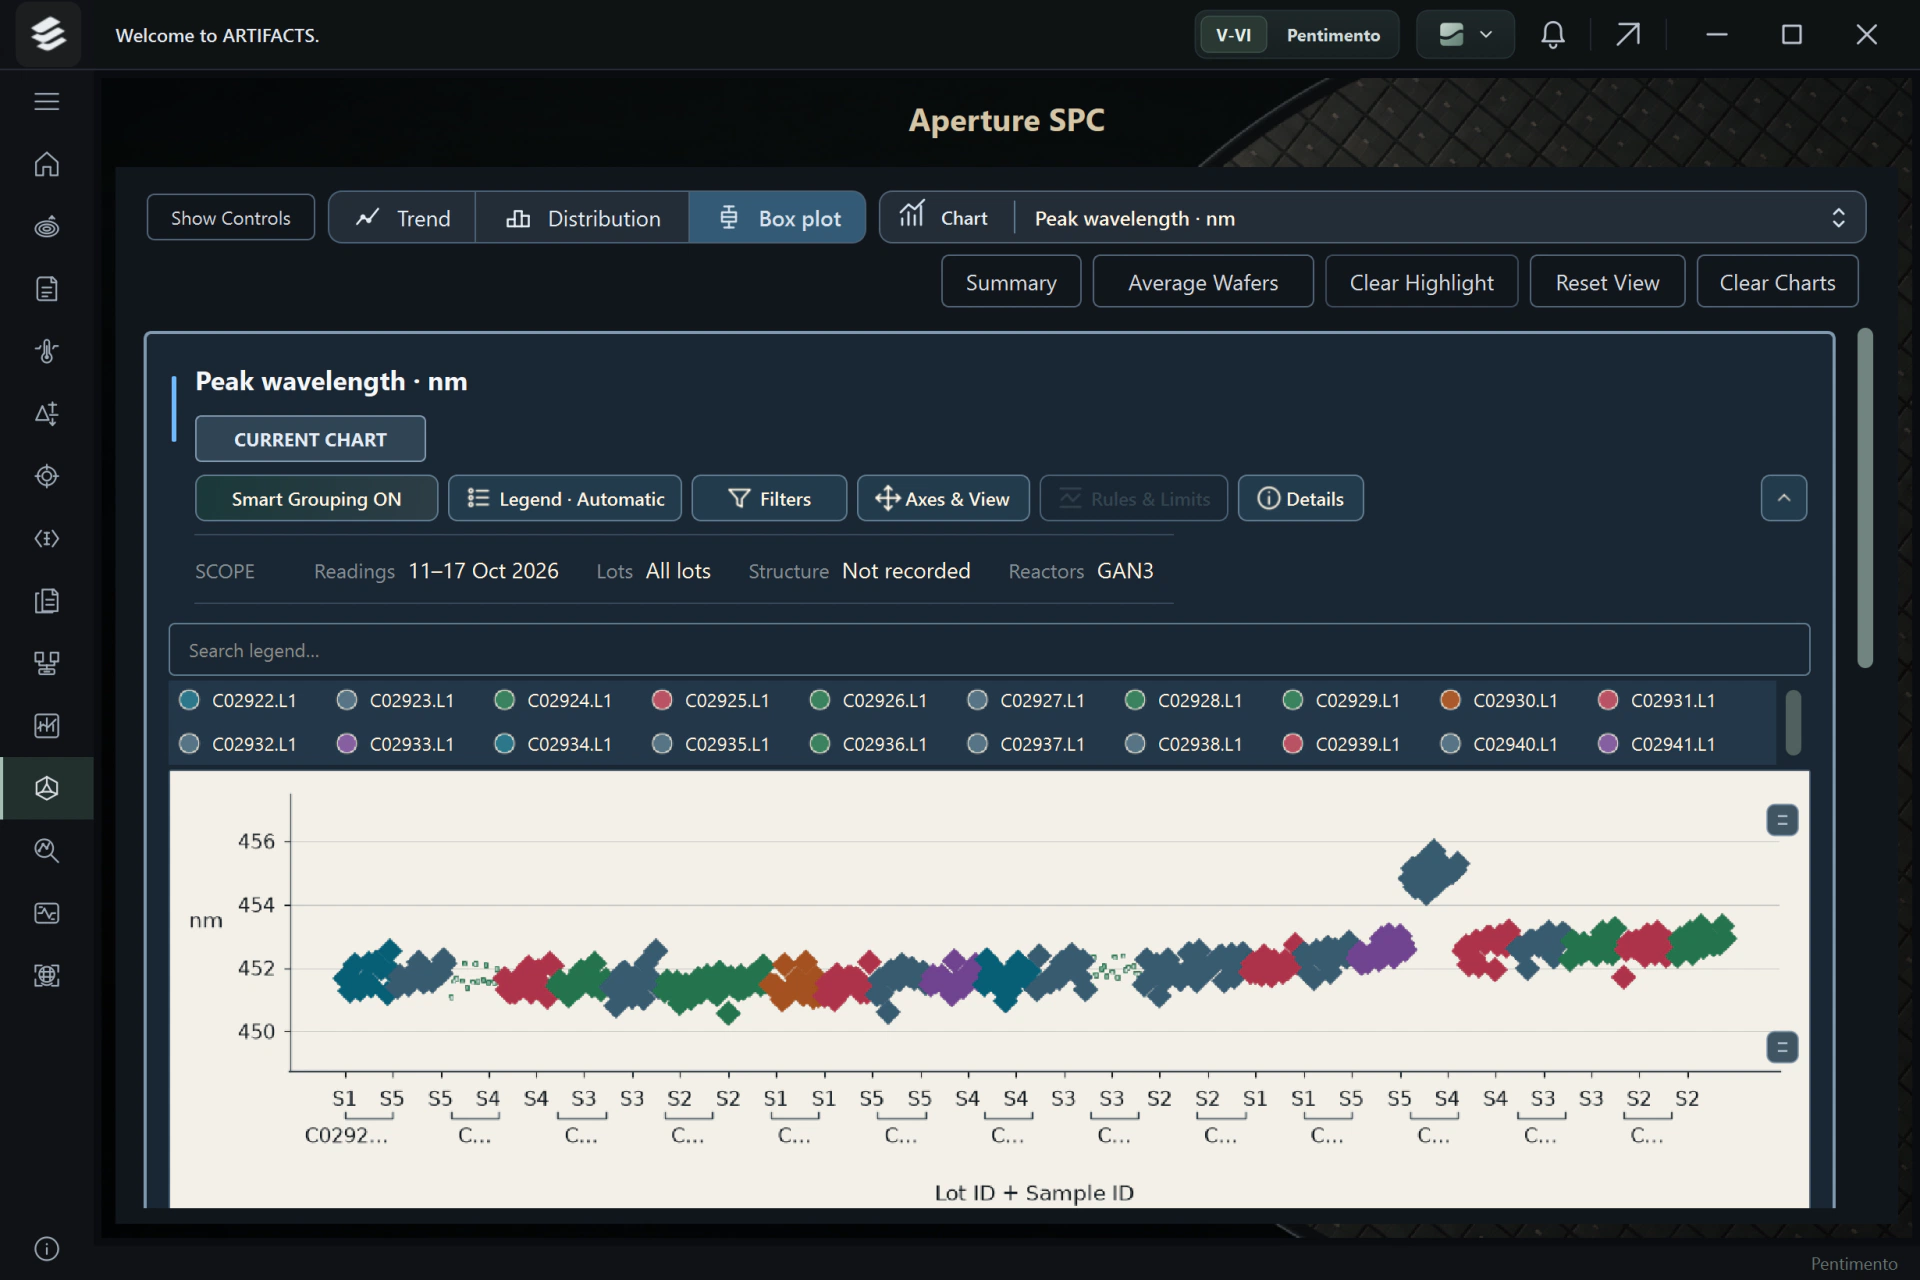 Welcome to ARTIFACTS.
V-VI Pentimento
Aperture SPC
Show Controls Trend Distribution Box plot Chart Peak wavelength · nm
Summary Average Wafers Clear Highlight Reset View Clear Charts
Peak wavelength · nm
CURRENT CHART
Smart Grouping ON Legend · Automatic Filters Axes & View Rules & Limits Details
SCOPE Readings 11–17 Oct 2026 Lots All lots Structure Not recorded Reactors GAN3
Search legend...
C02922.L1 C02923.L1 C02924.L1 C02925.L1 C02926.L1 C02927.L1 C02928.L1 C02929.L1 C02930.L1 C02931.L1
C02932.L1 C02933.L1 C02934.L1 C02935.L1 C02936.L1 C02937.L1 C02938.L1 C02939.L1 C02940.L1 C02941.L1
456
454
nm
452
450
S1 S5 S5 S4 S4 S3 S3 S2 S2 S1 S1 S5 S5 S4 S4 S3 S3 S2 S2 S1 S1 S5 S5 S4 S4 S3 S3 S2 S2
C0292... C... C... C... C... C... C... C... C... C... C... C... C...
Lot ID + Sample ID
Pentimento